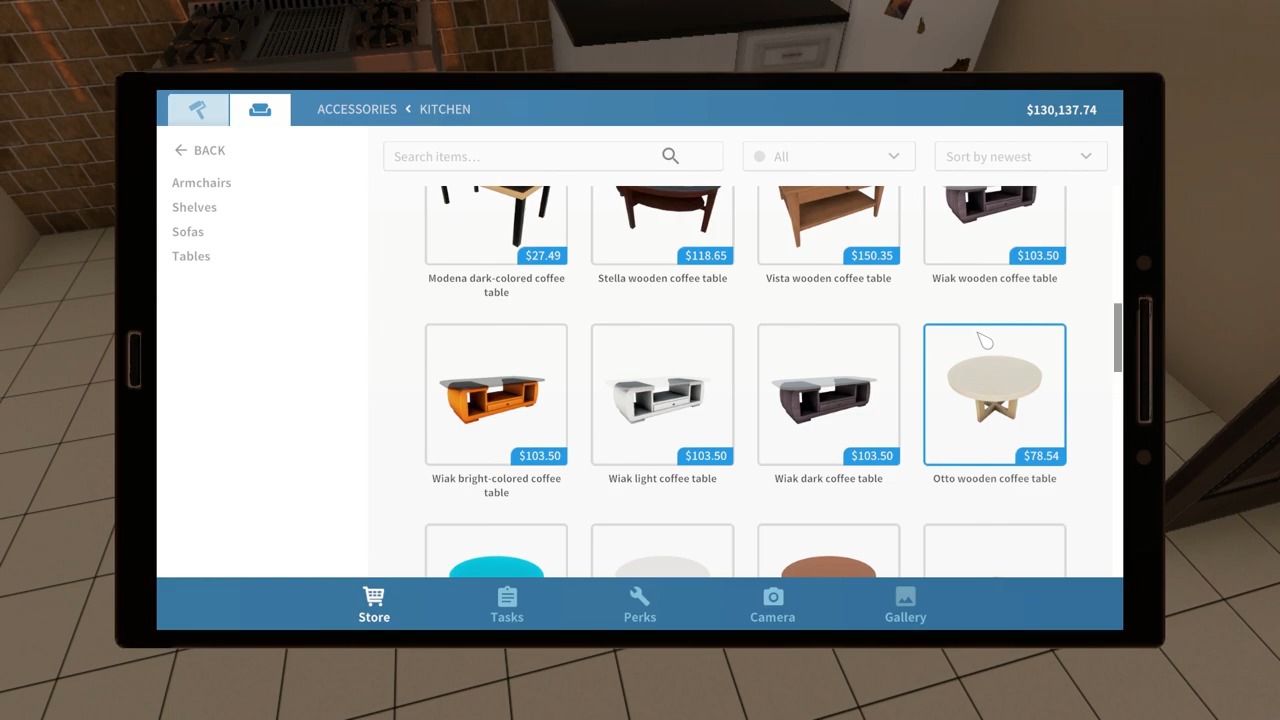 ACCESSORIES < KITCHEN
$130,137.74
BACK
Search items...
All
Sort by newest
Armchairs
Shelves
Sofas
Tables
$27.49
$118.65
$150.35
$103.50
Modena dark-colored coffee
table
Stella wooden coffee table
Vista wooden coffee table
Wiak wooden coffee table
$103.50
$103.50
$103.50
$78.54
Wiak bright-colored coffee
table
Wiak light coffee table
Wiak dark coffee table
Otto wooden coffee table
Store
Tasks
Perks
Camera
Gallery